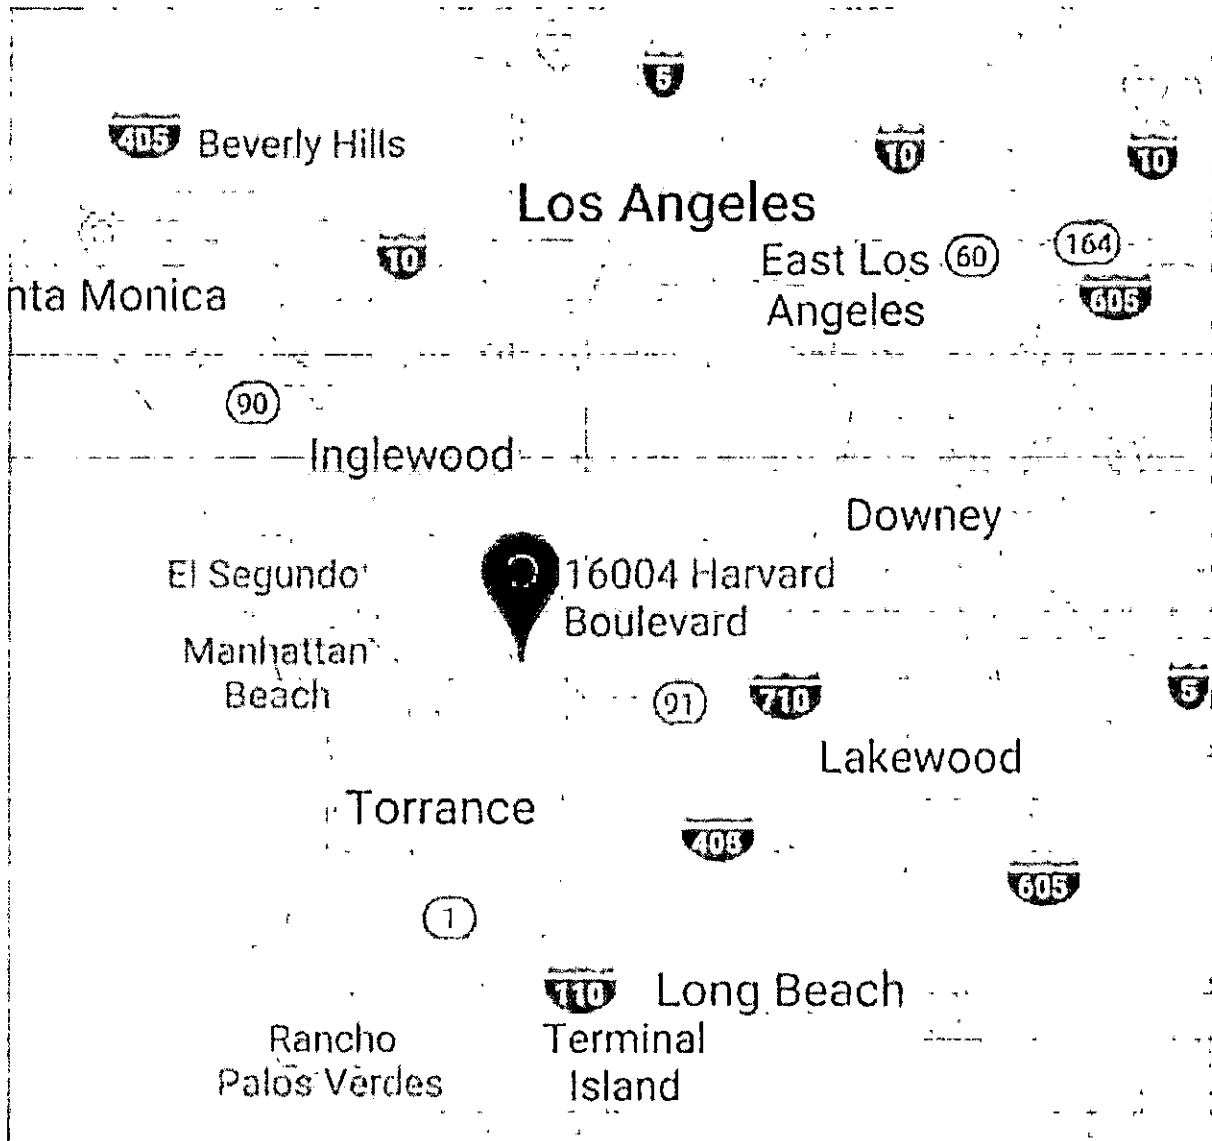 5
405
Beverly Hills
10
10
Los Angeles
10
East Los
Angeles
60
164
605
nta Monica
90
Inglewood
Downey
El Segundo
16004 Harvard
Boulevard
Manhattan
Beach
91
710
5
Lakewood
Torrance
405
605
1
110
Long Beach
Rancho
Palos Verdes
Terminal
Island